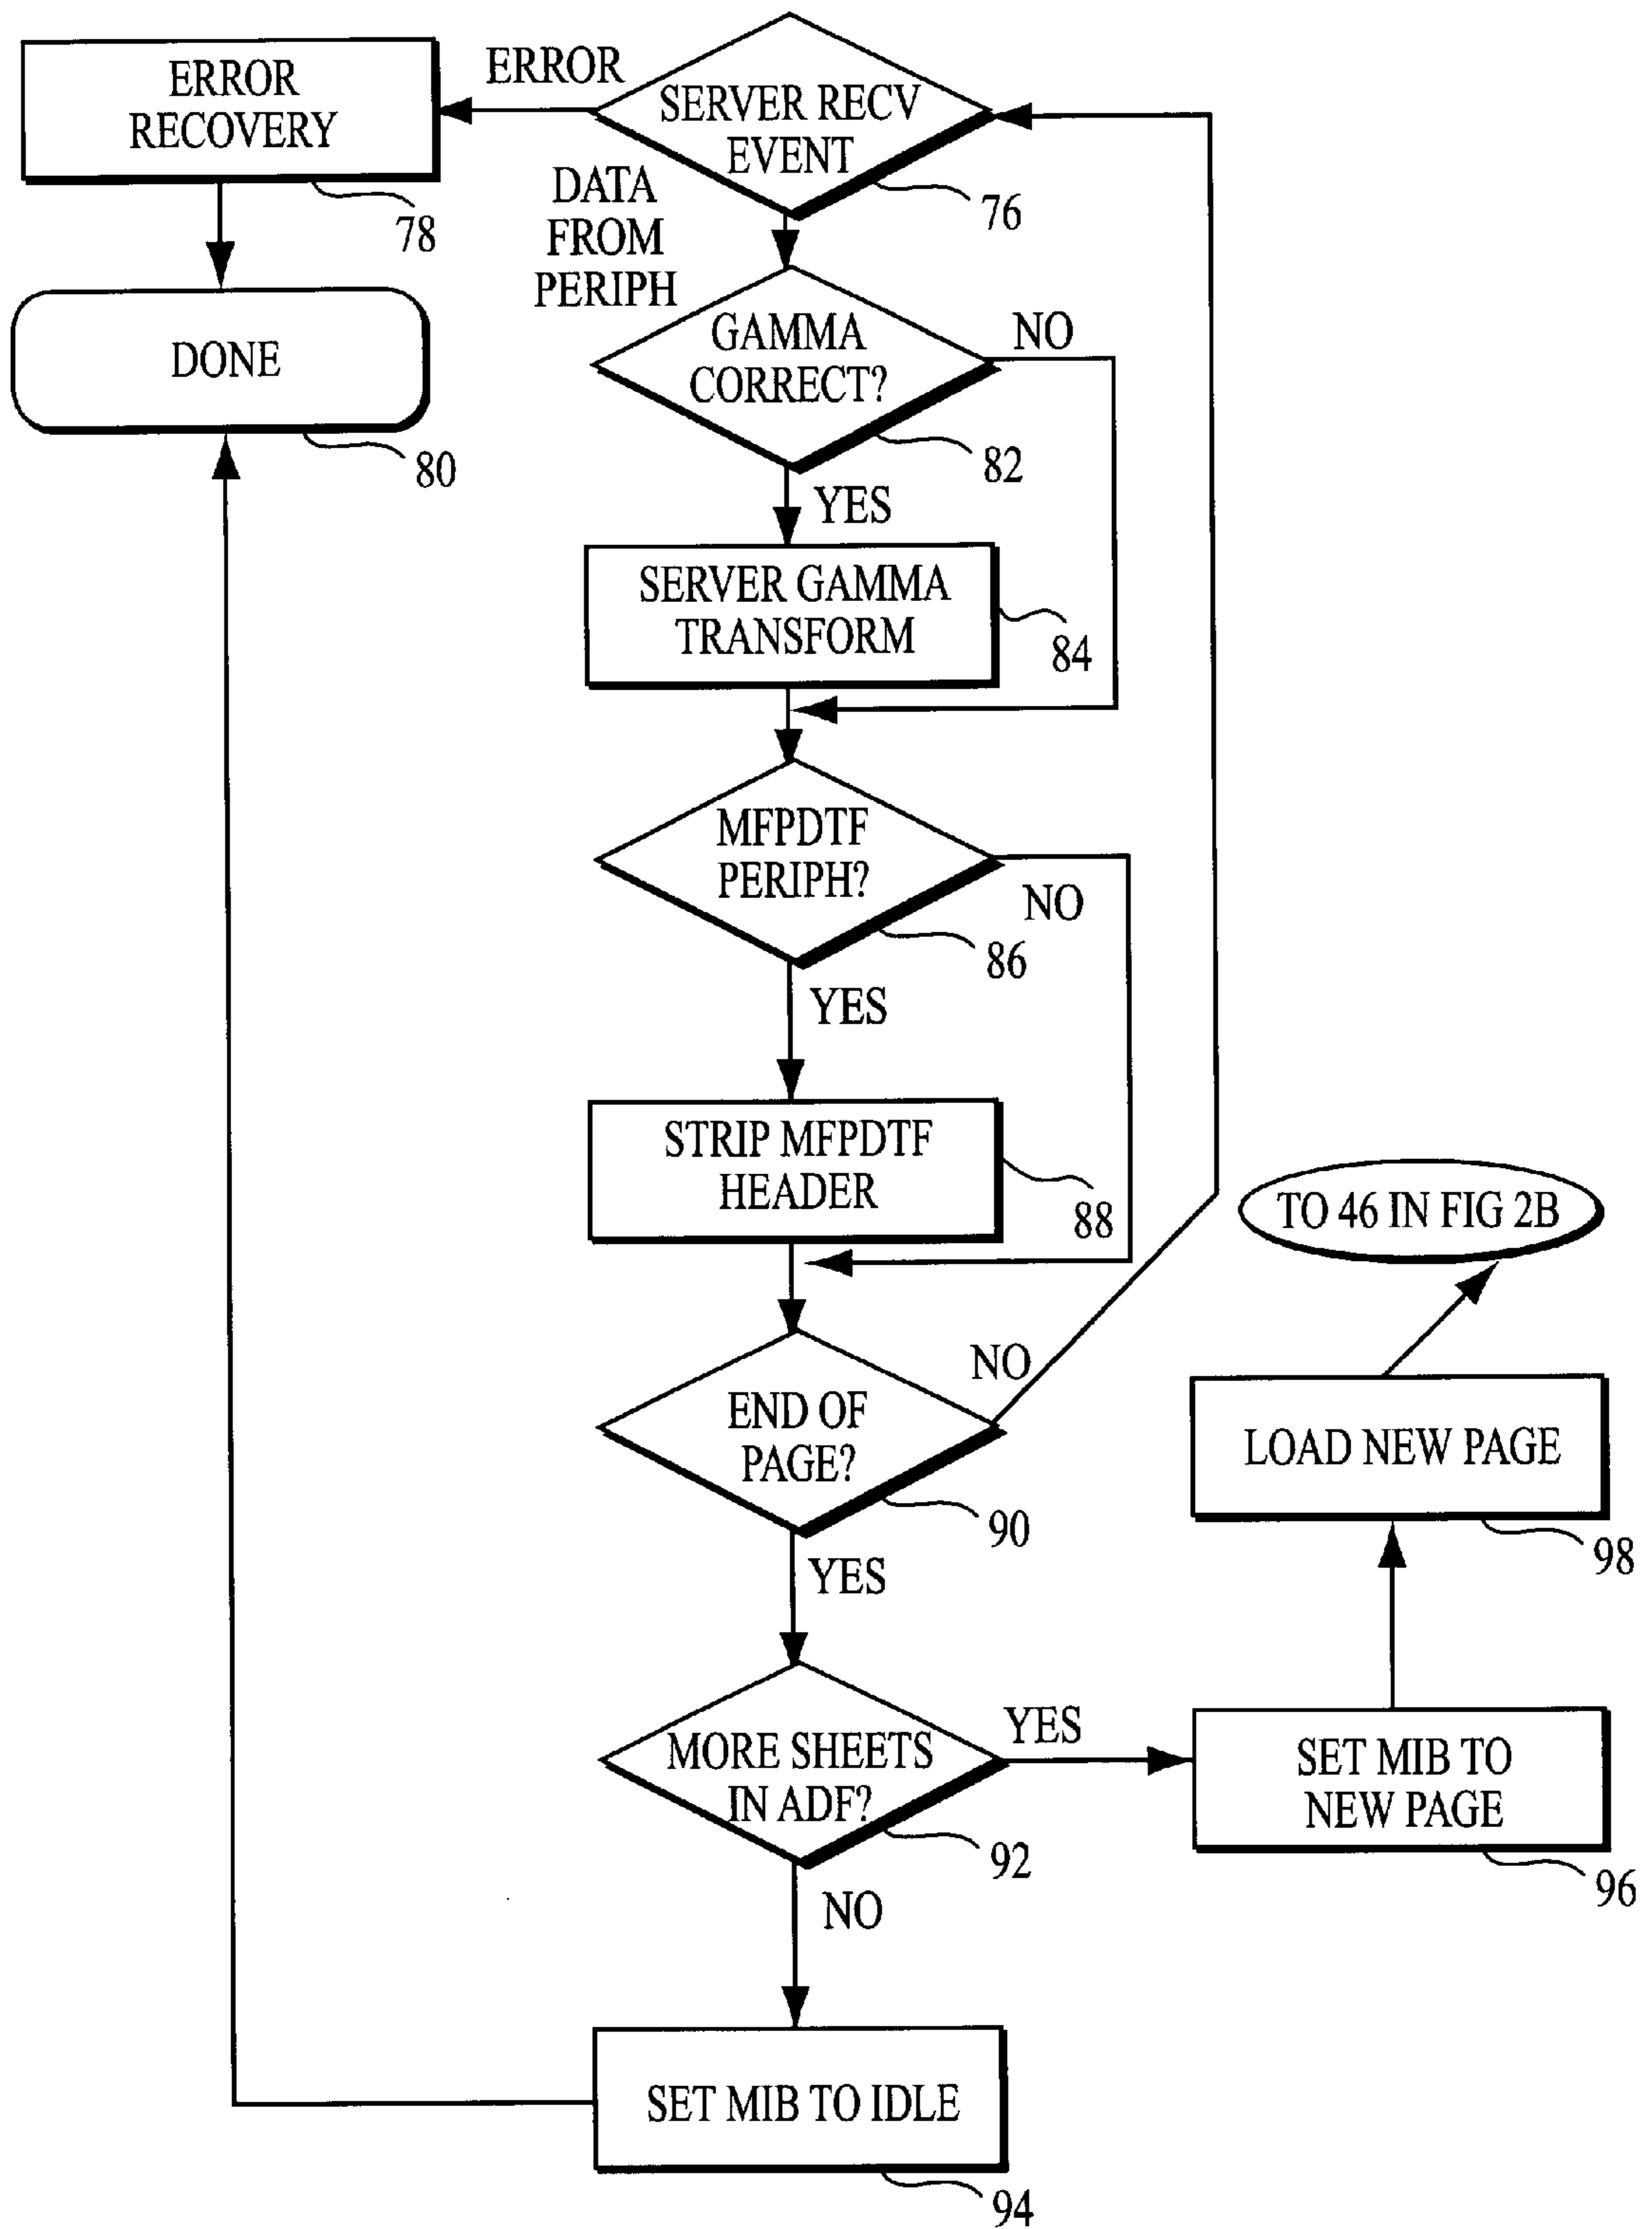 ERROR
RECOVERY
78
ERROR
SERVER RECV
EVENT
76
DATA
FROM
PERIPH
DONE
80
GAMMA
CORRECT?
NO
82
YES
SERVER GAMMA
TRANSFORM
84
MFPDTF
PERIPH?
NO
86
YES
STRIP MFPDTF
HEADER
88
TO 46 IN FIG 2B
END OF
PAGE?
NO
90
YES
LOAD NEW PAGE
98
MORE SHEETS
IN ADF?
YES
92
NO
SET MIB TO
NEW PAGE
96
SET MIB TO IDLE
94